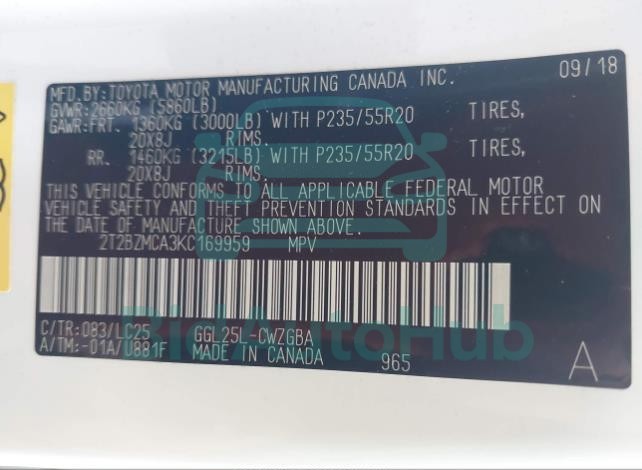 MFD.BY:TOYOTA MOTOR MANUFACTURING CANADA INC. 09/18
GVWR:2660KG (5860LB)
GAWR:FRT. 1360KG (3000LB) WITH P235/55R20 TIRES,
20X8J RIMS.
RR. 1460KG (3215LB) WITH P235/55R20 TIRES,
20X8J RIMS.
THIS VEHICLE CONFORMS TO ALL APPLICABLE FEDERAL MOTOR
VEHICLE SAFETY AND THEFT PREVENTION STANDARDS IN EFFECT ON
THE DATE OF MANUFACTURE SHOWN ABOVE.
2T2BZMCA3KC169959 MPV
C/TR:083/LC25 GGL25L-CWZGBA
A/TM:-01A/U881F MADE IN CANADA 965 A
BidAutoHub